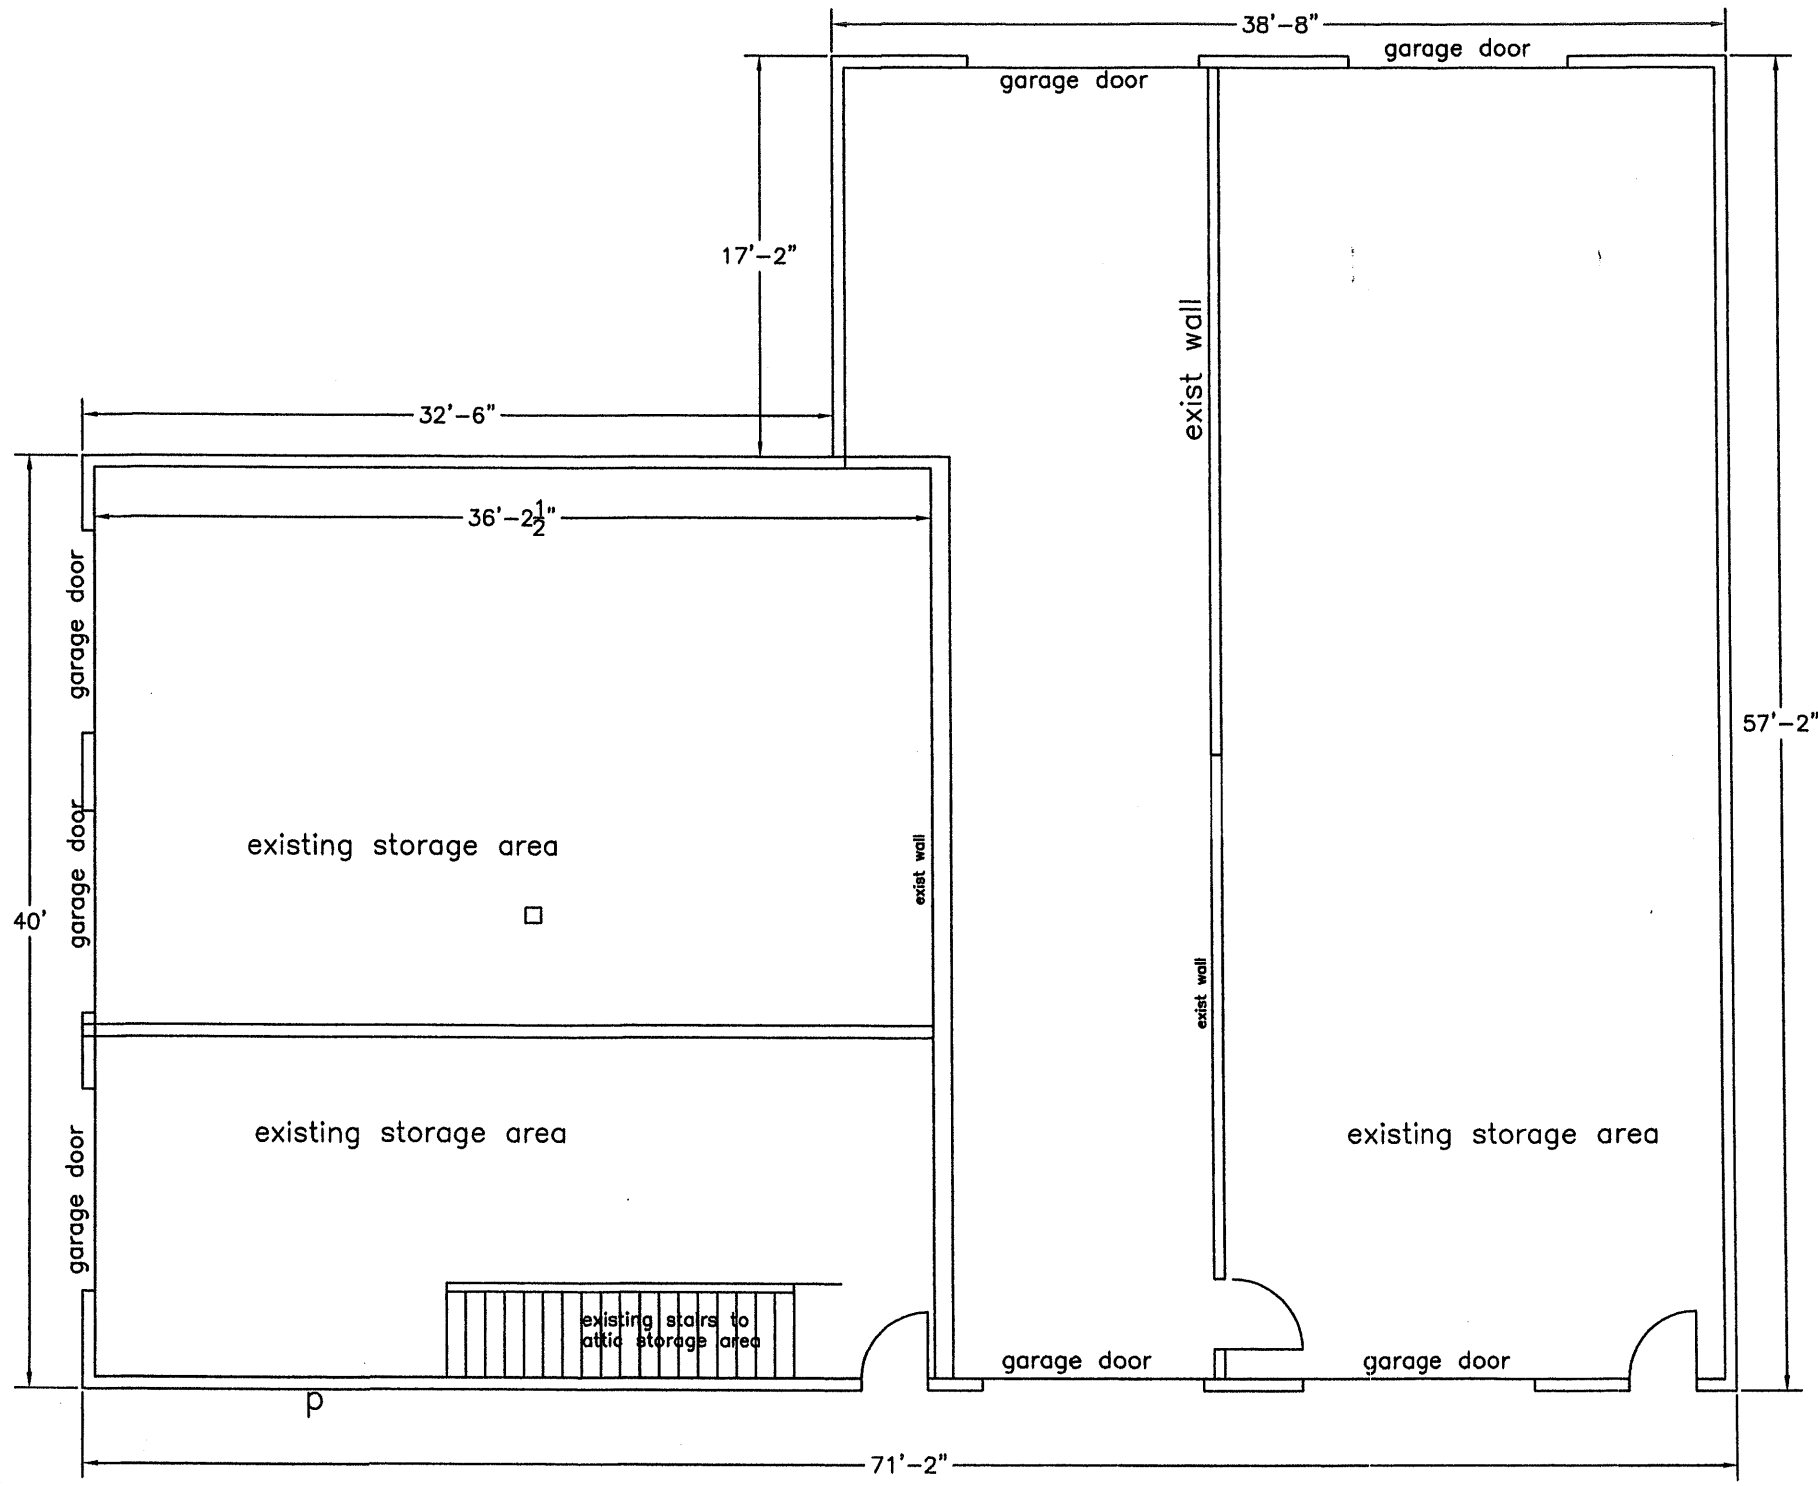 38'-8"
garage door
garage door
17'-2"
exist wall
32'-6"
36'-2½"
garage door
57'-2"
garage door
existing storage area
exist wall
40'
exist wall
existing storage area
existing storage area
garage door
existing stairs to
attic storage area
garage door
garage door
p
71'-2"